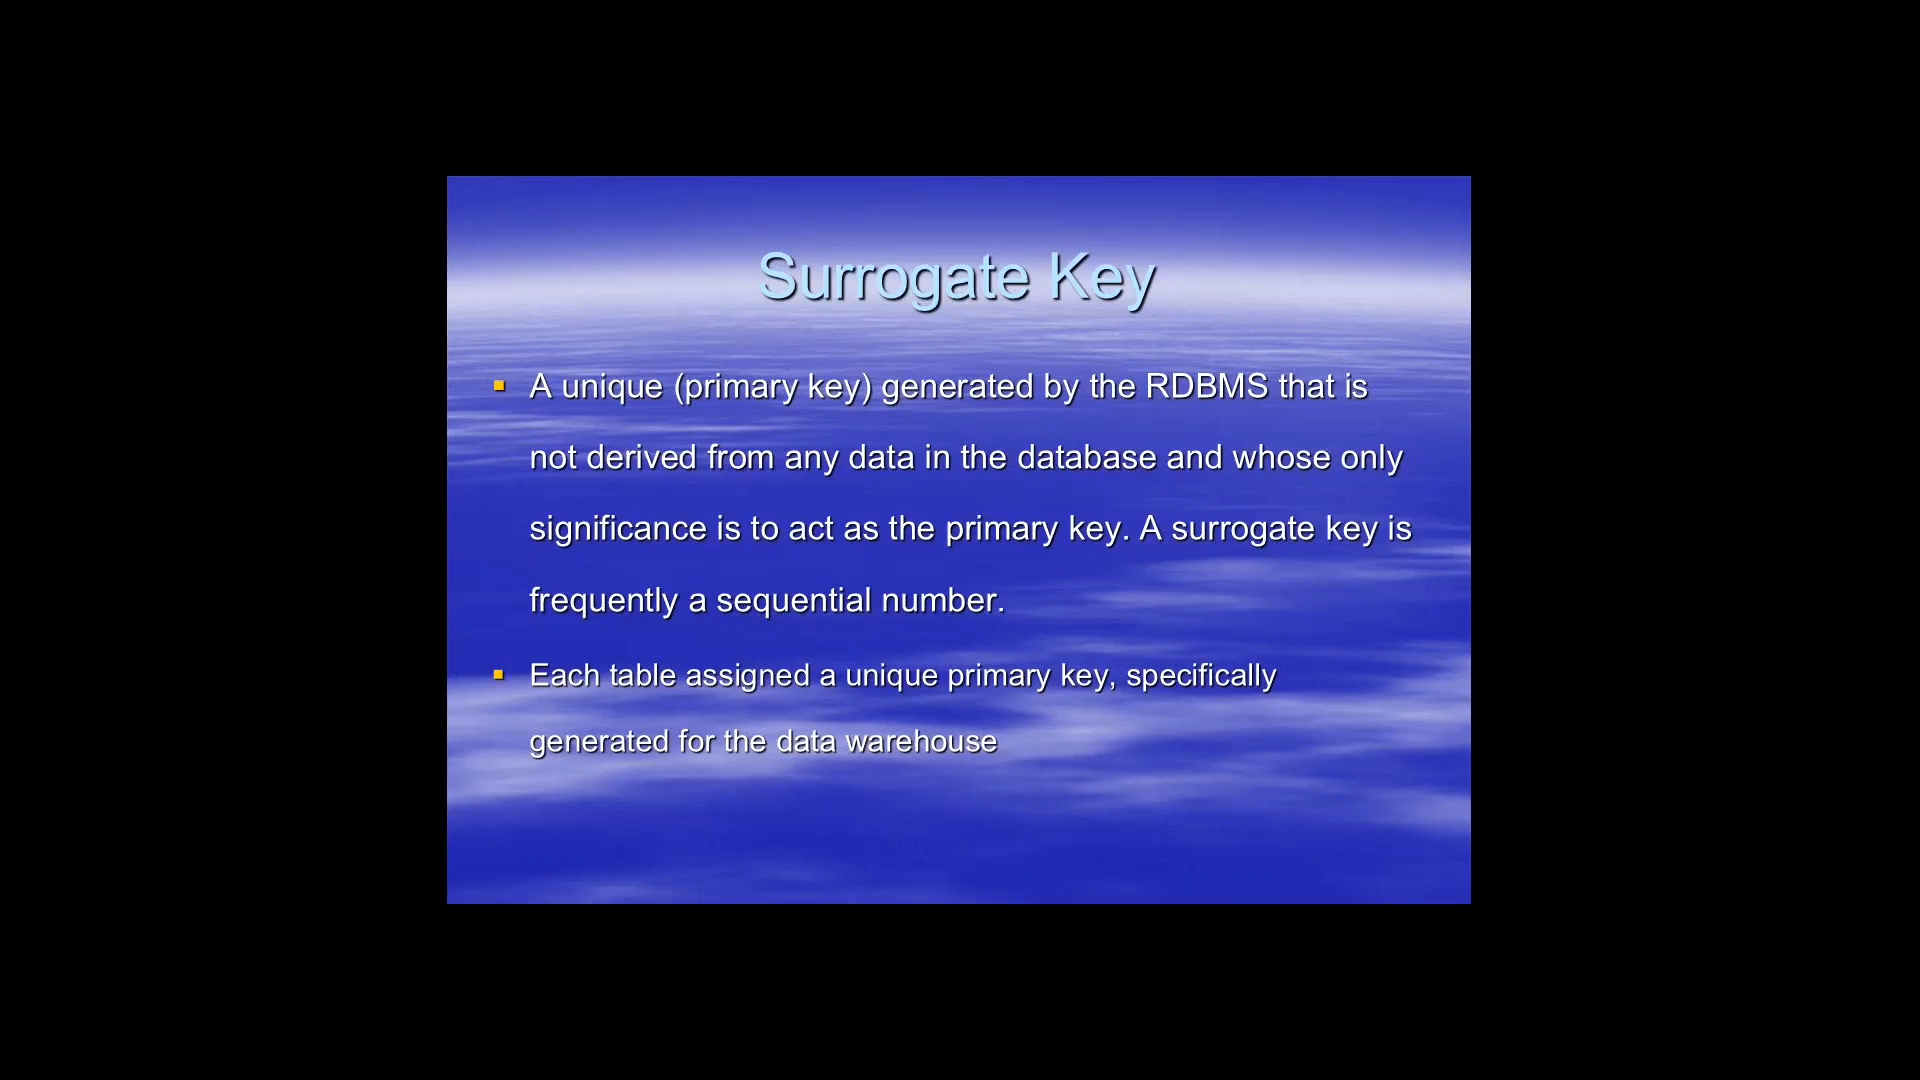 Surrogate Key
A unique (primary key) generated by the RDBMS that is
not derived from any data in the database and whose only
significance is to act as the primary key. A surrogate key is
frequently a sequential number.
Each table assigned a unique primary key, specifically
generated for the data warehouse